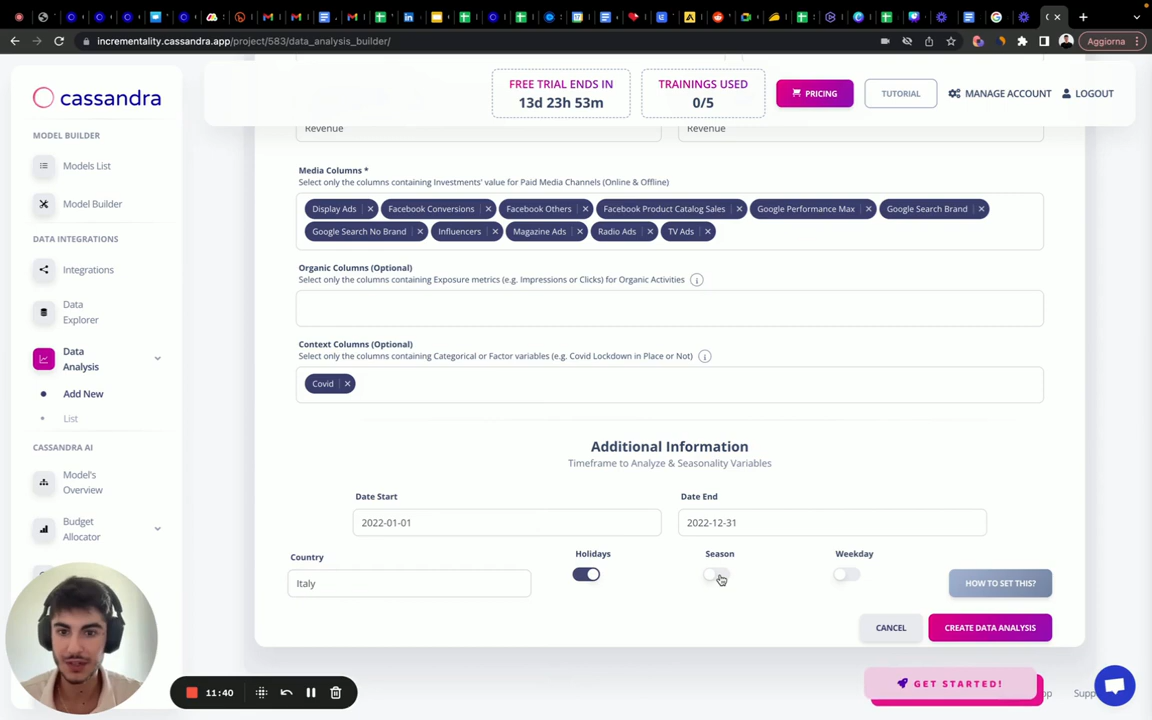 incrementality.cassandra.app/project/583/data_analysis_builder/
Aggiorna
cassandra
FREE TRIAL ENDS IN
13d 23h 53m
TRAININGS USED
0/5
PRICING
TUTORIAL
MANAGE ACCOUNT
LOGOUT
MODEL BUILDER
Models List
Model Builder
DATA INTEGRATIONS
Integrations
Data
Explorer
Data
Analysis
Add New
List
CASSANDRA AI
Model's
Overview
Budget
Allocator
Revenue
Revenue
Media Columns *
Select only the columns containing Investments' value for Paid Media Channels (Online & Offline)
Display Ads × Facebook Conversions × Facebook Others × Facebook Product Catalog Sales × Google Performance Max × Google Search Brand ×
Google Search No Brand × Influencers × Magazine Ads × Radio Ads × TV Ads ×
Organic Columns (Optional)
Select only the columns containing Exposure metrics (e.g. Impressions or Clicks) for Organic Activities i
Context Columns (Optional)
Select only the columns containing Categorical or Factor variables (e.g. Covid Lockdown in Place or Not) i
Covid ×
Additional Information
Timeframe to Analyze & Seasonality Variables
Date Start
Date End
2022-01-01
2022-12-31
Country
Holidays
Season
Weekday
Italy
HOW TO SET THIS?
CANCEL
CREATE DATA ANALYSIS
GET STARTED!
11:40